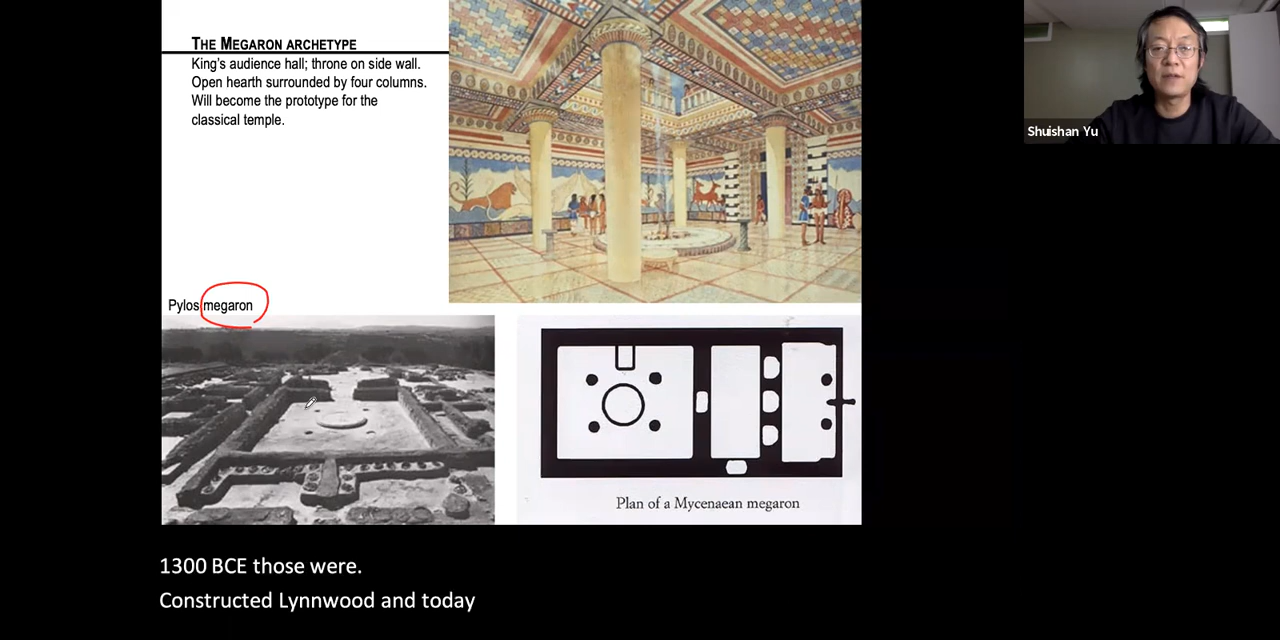 THE MEGARON ARCHETYPE
King's audience hall; throne on side wall.
Open hearth surrounded by four columns.
Will become the prototype for the
classical temple.
Shuishan Yu
Pylos megaron
Plan of a Mycenaean megaron
1300 BCE those were.
Constructed Lynnwood and today